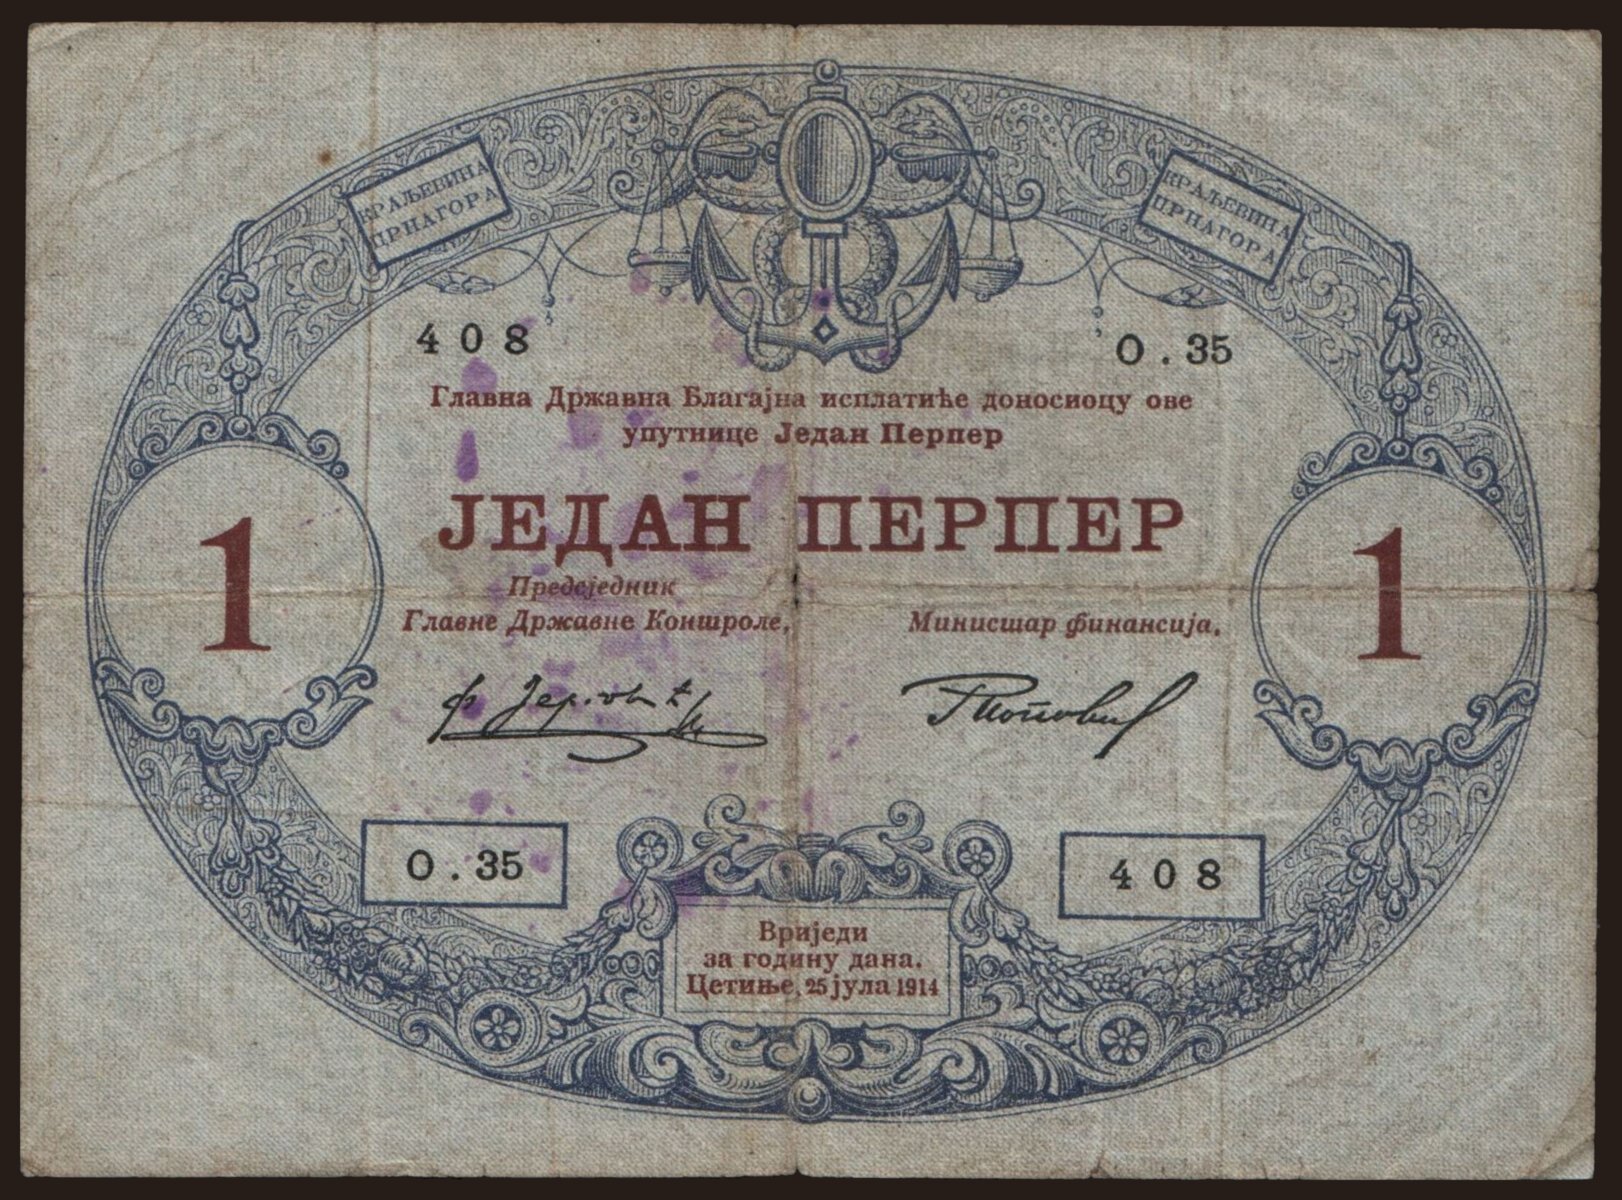 КРАЉЕВИНА
ЦРНАГОРА
КРАЉЕВИНА
ЦРНАГОРА
408
О.35
Главна Државна Благајна исплатиће доносиоцу ове
упутнице Један Перпер
ЈЕДАН ПЕРПЕР
1
1
Предсједник
Главне Државне Контроле,
Министар финансија,
Поповић
О.35
408
Вриједи
за годину дана.
Цетиње, 25 јула 1914